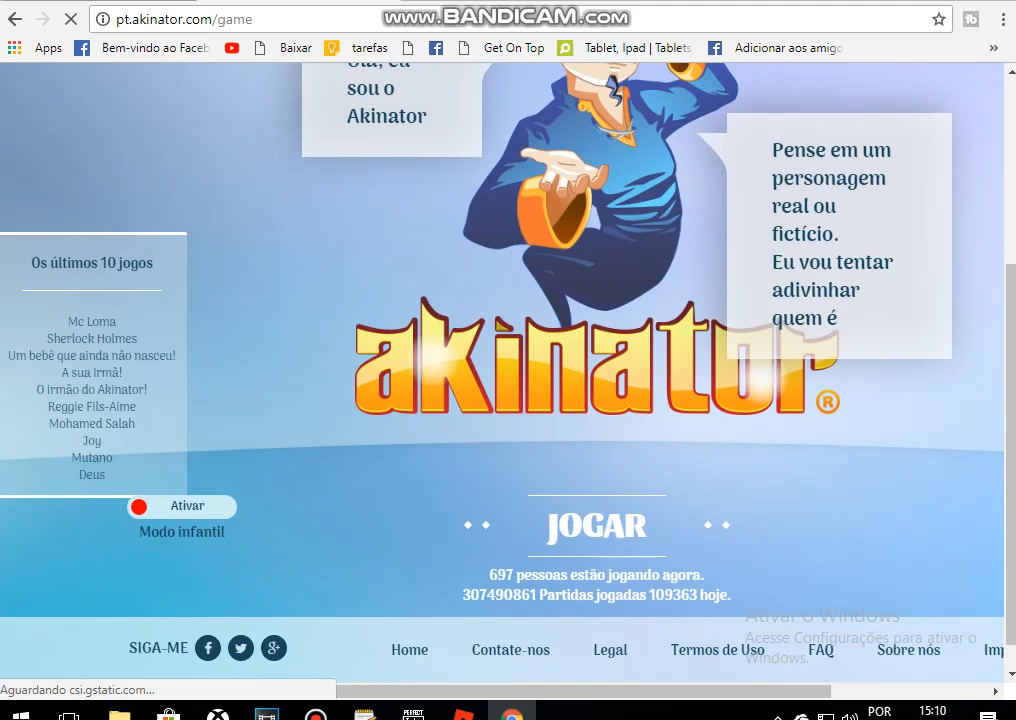 pt.akinator.com/game
www.BANDICAM.com
Apps
Bem-vindo ao Faceb
Baixar
tarefas
Get On Top
Tablet, Ipad | Tablets
Adicionar aos amigo
»
Olá, eu
sou o
Akinator
Pense em um
personagem
real ou
fictício.
Eu vou tentar
adivinhar
quem é
Os últimos 10 jogos
Mc Loma
Sherlock Holmes
Um bebê que ainda não nasceu!
A sua irmã!
O irmão do Akinator!
Reggie Fils-Aime
Mohamed Salah
Joy
Mutano
Deus
akinator®
Ativar
Modo infantil
JOGAR
697 pessoas estão jogando agora.
307490861 Partidas jogadas 109363 hoje.
Ativar o Windows
Acesse Configurações para ativar o
Windows.
SIGA-ME
Home
Contate-nos
Legal
Termos de Uso
FAQ
Sobre nós
Imp
Aguardando csi.gstatic.com...
PERFECT
POR
15:10